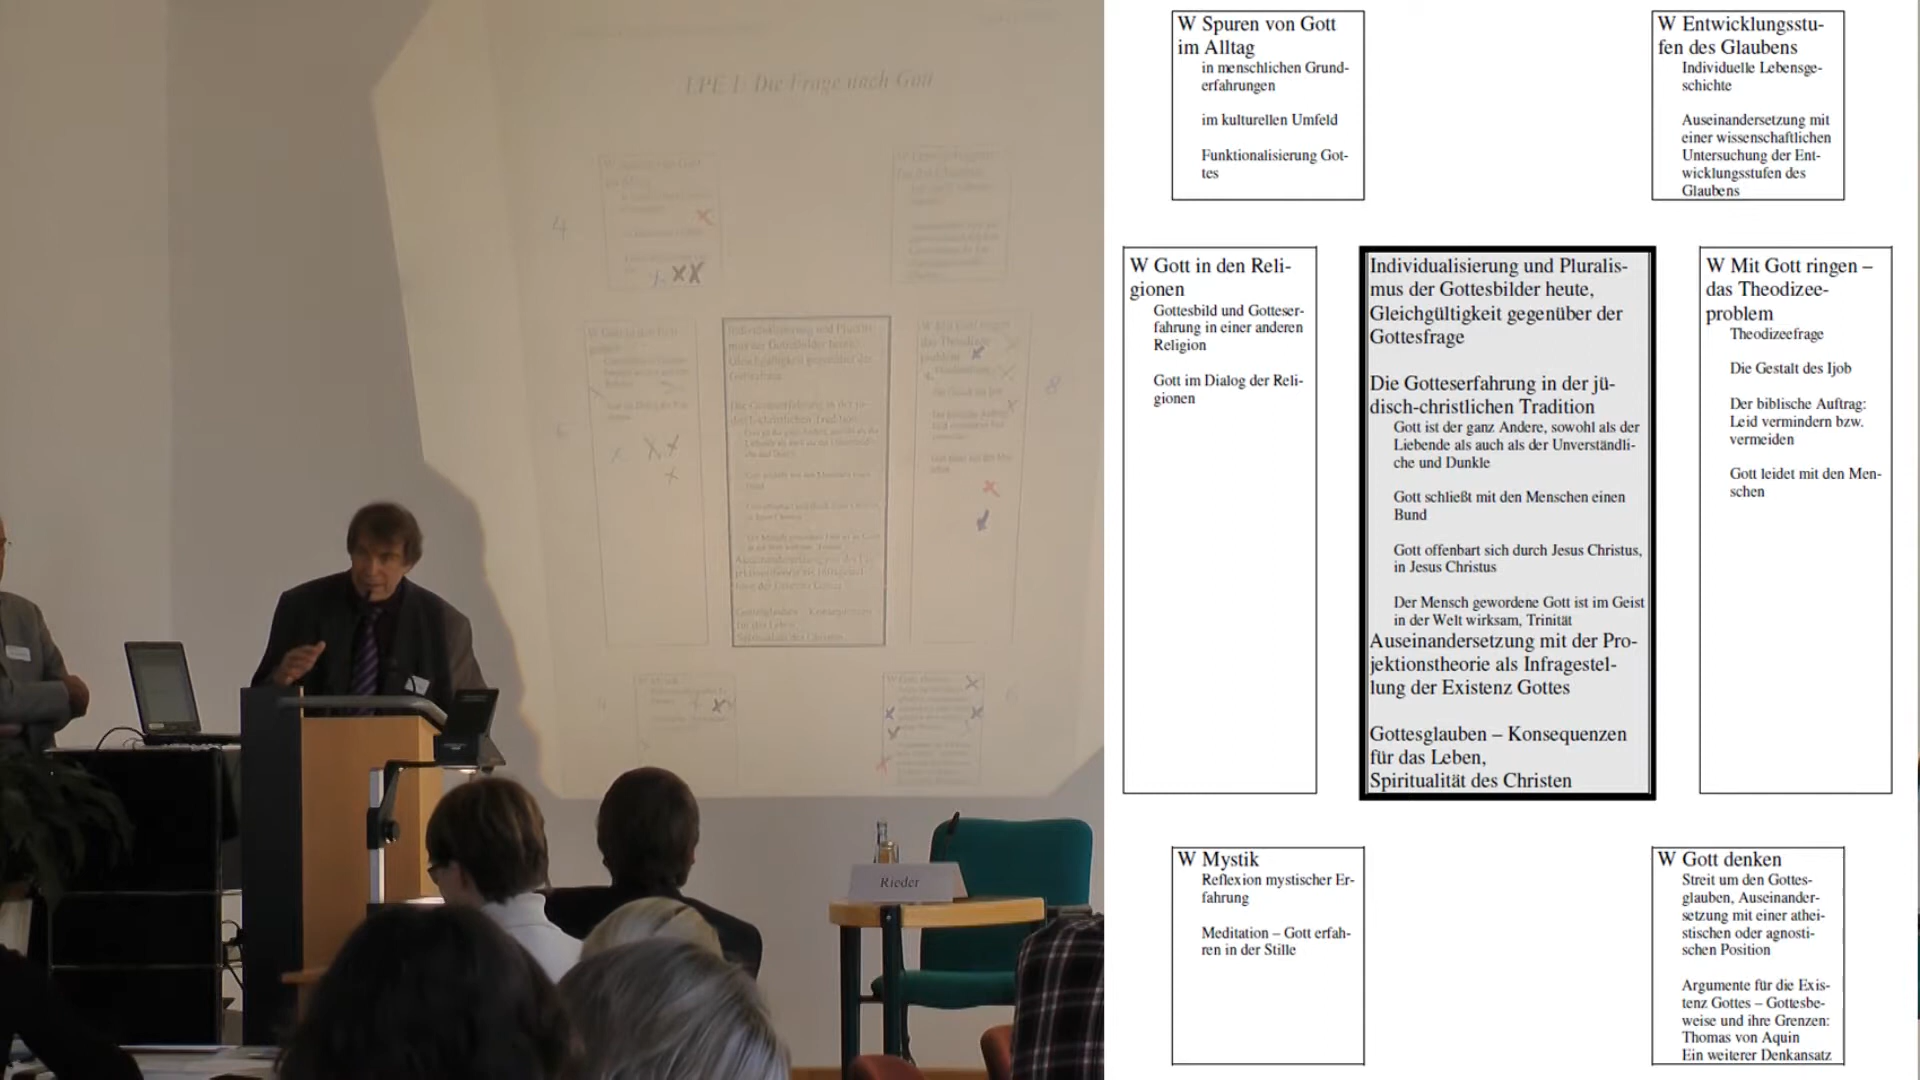 LPE 1: Die Frage nach Gott
4
8
6
Rieder
W Spuren von Gott
im Alltag
in menschlichen Grund-
erfahrungen
im kulturellen Umfeld
Funktionalisierung Got-
tes
W Entwicklungsstu-
fen des Glaubens
Individuelle Lebensge-
schichte
Auseinandersetzung mit
einer wissenschaftlichen
Untersuchung der Ent-
wicklungsstufen des
Glaubens
W Gott in den Reli-
gionen
Gottesbild und Gotteser-
fahrung in einer anderen
Religion
Gott im Dialog der Reli-
gionen
Individualisierung und Pluralis-
mus der Gottesbilder heute,
Gleichgültigkeit gegenüber der
Gottesfrage
Die Gotteserfahrung in der jü-
disch-christlichen Tradition
Gott ist der ganz Andere, sowohl als der
Liebende als auch als der Unverständli-
che und Dunkle
Gott schließt mit den Menschen einen
Bund
Gott offenbart sich durch Jesus Christus,
in Jesus Christus
Der Mensch gewordene Gott ist im Geist
in der Welt wirksam, Trinität
Auseinandersetzung mit der Pro-
jektionstheorie als Infragestel-
lung der Existenz Gottes
Gottesglauben – Konsequenzen
für das Leben,
Spiritualität des Christen
W Mit Gott ringen –
das Theodizee-
problem
Theodizeefrage
Die Gestalt des Ijob
Der biblische Auftrag:
Leid vermindern bzw.
vermeiden
Gott leidet mit den Men-
schen
W Mystik
Reflexion mystischer Er-
fahrung
Meditation – Gott erfah-
ren in der Stille
W Gott denken
Streit um den Gottes-
glauben, Auseinander-
setzung mit einer athei-
stischen oder agnosti-
schen Position
Argumente für die Exis-
tenz Gottes – Gottesbe-
weise und ihre Grenzen:
Thomas von Aquin
Ein weiterer Denkansatz